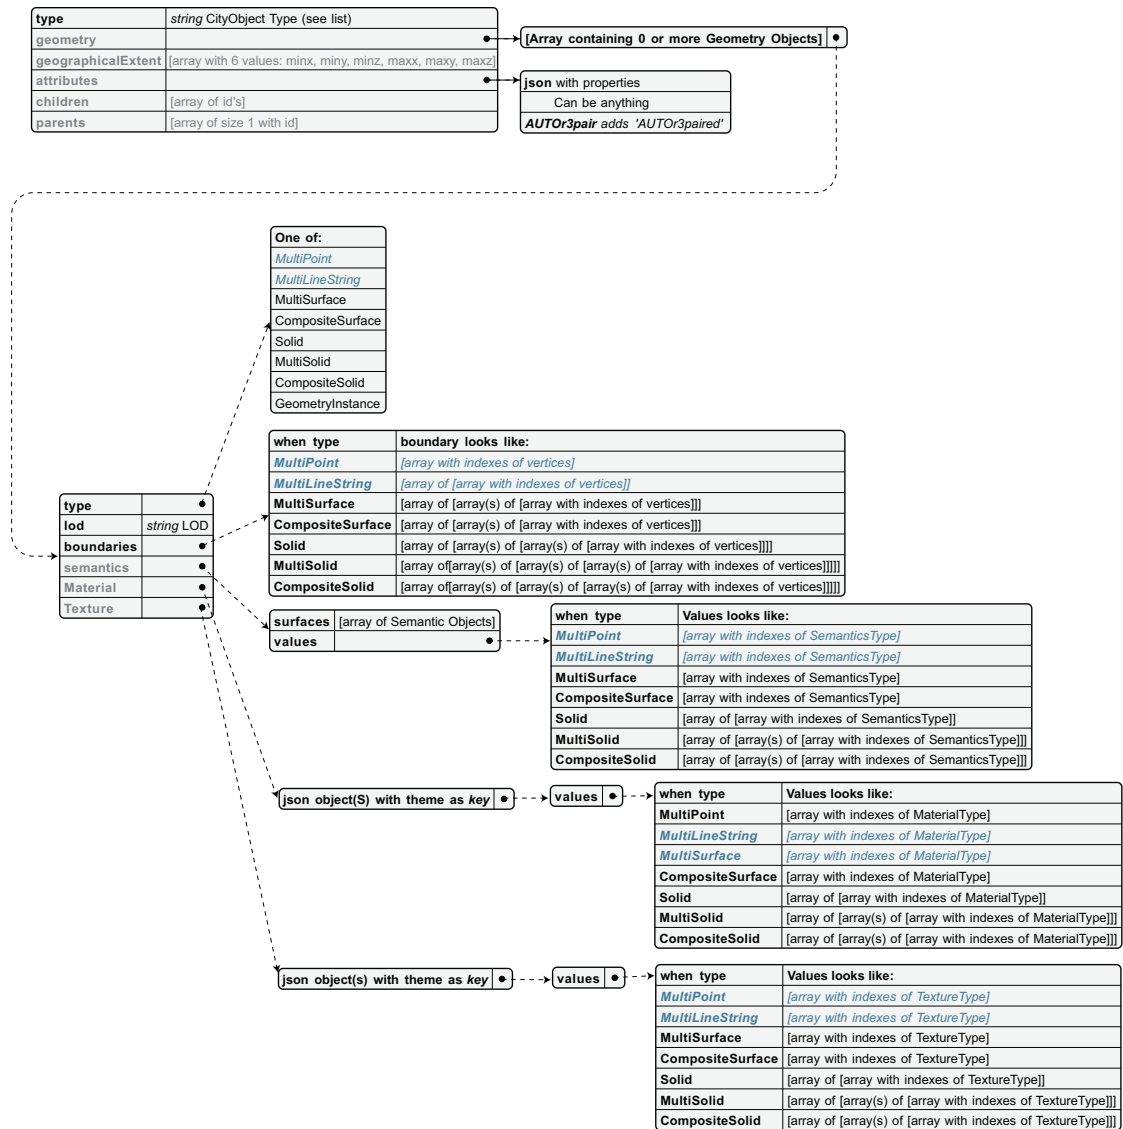 type string CityObject Type (see list)
geometry
geographicalExtent [array with 6 values: minx, miny, minz, maxx, maxy, maxz]
attributes
children [array of id's]
parents [array of size 1 with id]
[Array containing 0 or more Geometry Objects]
json with properties
Can be anything
AUTOr3pair adds 'AUTOr3paired'
One of:
MultiPoint
MultiLineString
MultiSurface
CompositeSurface
Solid
MultiSolid
CompositeSolid
GeometryInstance
type
lod string LOD
boundaries
semantics
Material
Texture
when type boundary looks like:
MultiPoint [array with indexes of vertices]
MultiLineString [array of [array with indexes of vertices]]
MultiSurface [array of [array(s) of [array with indexes of vertices]]]
CompositeSurface [array of [array(s) of [array with indexes of vertices]]]
Solid [array of [array(s) of [array(s) of [array with indexes of vertices]]]]
MultiSolid [array of[array(s) of [array(s) of [array(s) of [array with indexes of vertices]]]]]
CompositeSolid [array of[array(s) of [array(s) of [array(s) of [array with indexes of vertices]]]]]
surfaces [array of Semantic Objects]
values
when type Values looks like:
MultiPoint [array with indexes of SemanticsType]
MultiLineString [array with indexes of SemanticsType]
MultiSurface [array with indexes of SemanticsType]
CompositeSurface [array with indexes of SemanticsType]
Solid [array of [array with indexes of SemanticsType]]
MultiSolid [array of [array(s) of [array with indexes of SemanticsType]]]
CompositeSolid [array of [array(s) of [array with indexes of SemanticsType]]]
json object(S) with theme as key
values
when type Values looks like:
MultiPoint [array with indexes of MaterialType]
MultiLineString [array with indexes of MaterialType]
MultiSurface [array with indexes of MaterialType]
CompositeSurface [array with indexes of MaterialType]
Solid [array of [array with indexes of MaterialType]]
MultiSolid [array of [array(s) of [array with indexes of MaterialType]]]
CompositeSolid [array of [array(s) of [array with indexes of MaterialType]]]
json object(s) with theme as key
values
when type Values looks like:
MultiPoint [array with indexes of TextureType]
MultiLineString [array with indexes of TextureType]
MultiSurface [array with indexes of TextureType]
CompositeSurface [array with indexes of TextureType]
Solid [array of [array with indexes of TextureType]]
MultiSolid [array of [array(s) of [array with indexes of TextureType]]]
CompositeSolid [array of [array(s) of [array with indexes of TextureType]]]